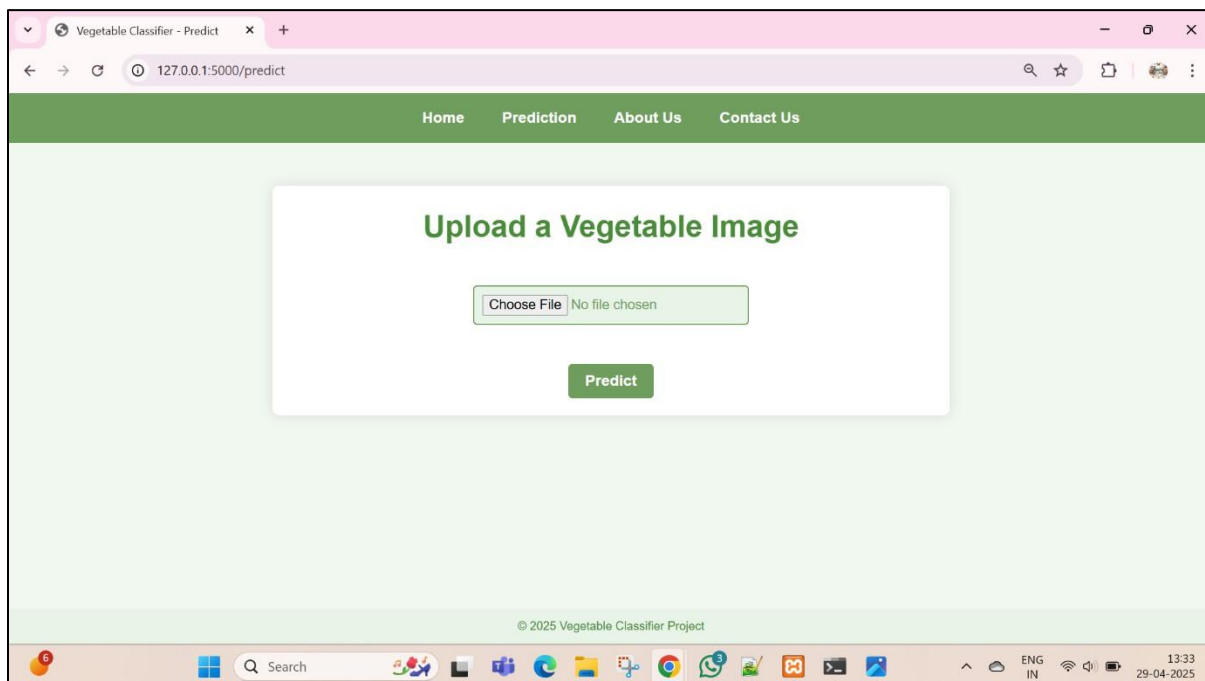 Vegetable Classifier - Predict
127.0.0.1:5000/predict
Home Prediction About Us Contact Us
Upload a Vegetable Image
Choose File No file chosen
Predict
© 2025 Vegetable Classifier Project
6
Search
3
ENG
IN
13:33
29-04-2025